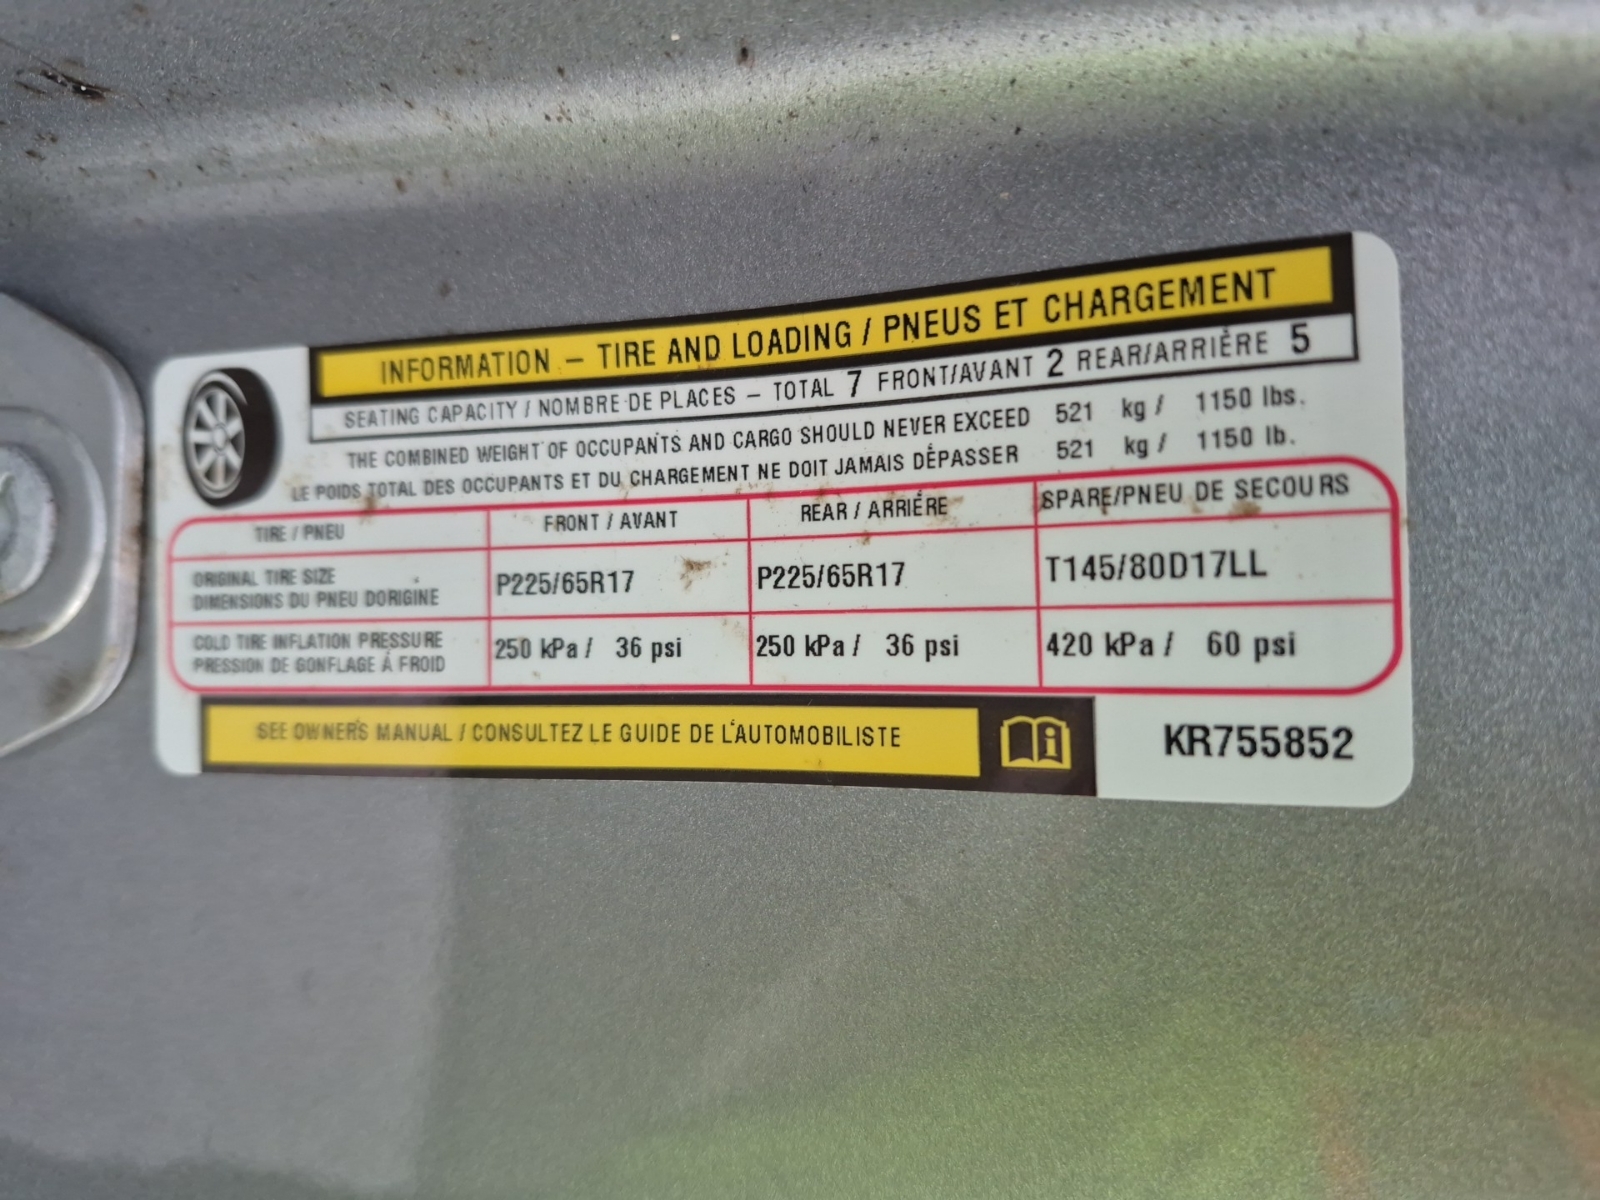 INFORMATION – TIRE AND LOADING / PNEUS ET CHARGEMENT
SEATING CAPACITY / NOMBRE DE PLACES – TOTAL 7 FRONT/AVANT 2 REAR/ARRIÈRE 5
THE COMBINED WEIGHT OF OCCUPANTS AND CARGO SHOULD NEVER EXCEED 521 kg / 1150 lbs.
LE POIDS TOTAL DES OCCUPANTS ET DU CHARGEMENT NE DOIT JAMAIS DÉPASSER 521 kg / 1150 lb.
TIRE / PNEU FRONT / AVANT REAR / ARRIÉRE SPARE/PNEU DE SECOURS
ORIGINAL TIRE SIZE
DIMENSIONS DU PNEU D'ORIGINE P225/65R17 P225/65R17 T145/80D17LL
COLD TIRE INFLATION PRESSURE
PRESSION DE GONFLAGE Á FROID 250 kPa / 36 psi 250 kPa / 36 psi 420 kPa / 60 psi
SEE OWNER'S MANUAL / CONSULTEZ LE GUIDE DE L'AUTOMOBILISTE
KR755852